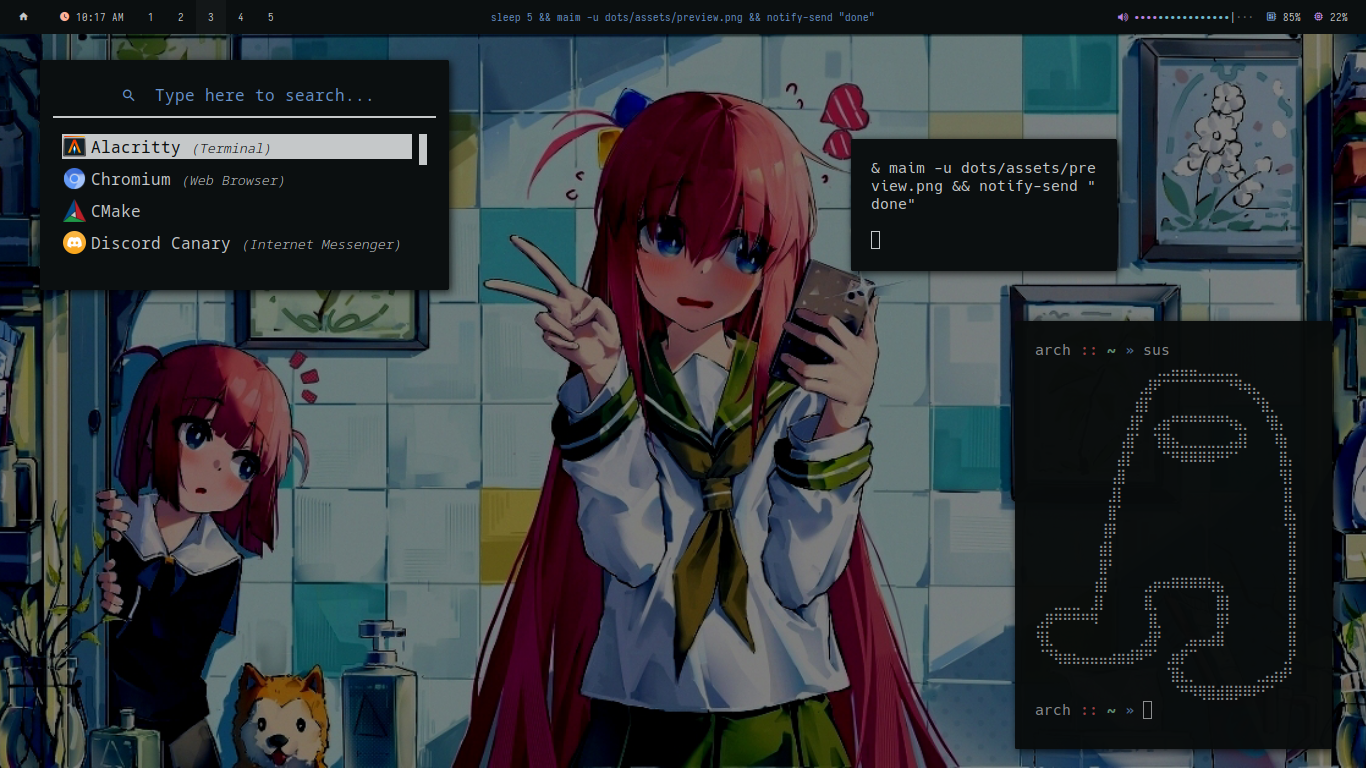 10:17 AM 1 2 3 4 5 sleep 5 && maim -u dots/assets/preview.png && notify-send "done" 85% 22%
Type here to search...
Alacritty (Terminal)
Chromium (Web Browser)
CMake
Discord Canary (Internet Messenger)
& maim -u dots/assets/pre
view.png && notify-send "
done"
arch :: ~ » sus
arch :: ~ »